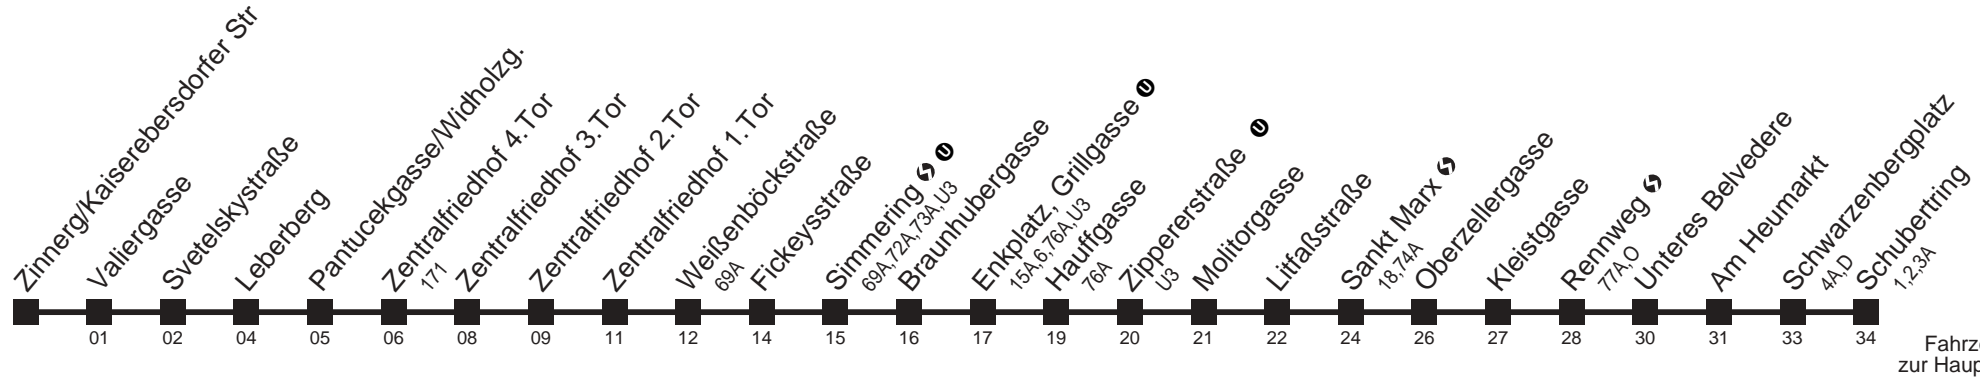 Zinnerg/Kaiserebersdorfer Str
Valiergasse
Svetelskystraße
Leberberg
Pantucekgasse/Widholzg.
Zentralfriedhof 4.Tor
171
Zentralfriedhof 3.Tor
Zentralfriedhof 2.Tor
Zentralfriedhof 1.Tor
Weißenböckstraße
69A
Fickeysstraße
Simmering S U
69A,72A,73A,U3
Braunhubergasse
Enkplatz, Grillgasse U
15A,6,76A,U3
Hauffgasse
76A
Zippererstraße U
U3
Molitorgasse
Litfaßstraße
Sankt Marx S
18,74A
Oberzellergasse
Kleistgasse
Rennweg S
77A,O
Unteres Belvedere
Am Heumarkt
Schwarzenbergplatz
4A,D
Schubertring
1,2,3A
01 02 04 05 06 08 09 11 12 14 15 16 17 19 20 21 22 24 26 27 28 30 31 33 34
Fahrz
zur Haup